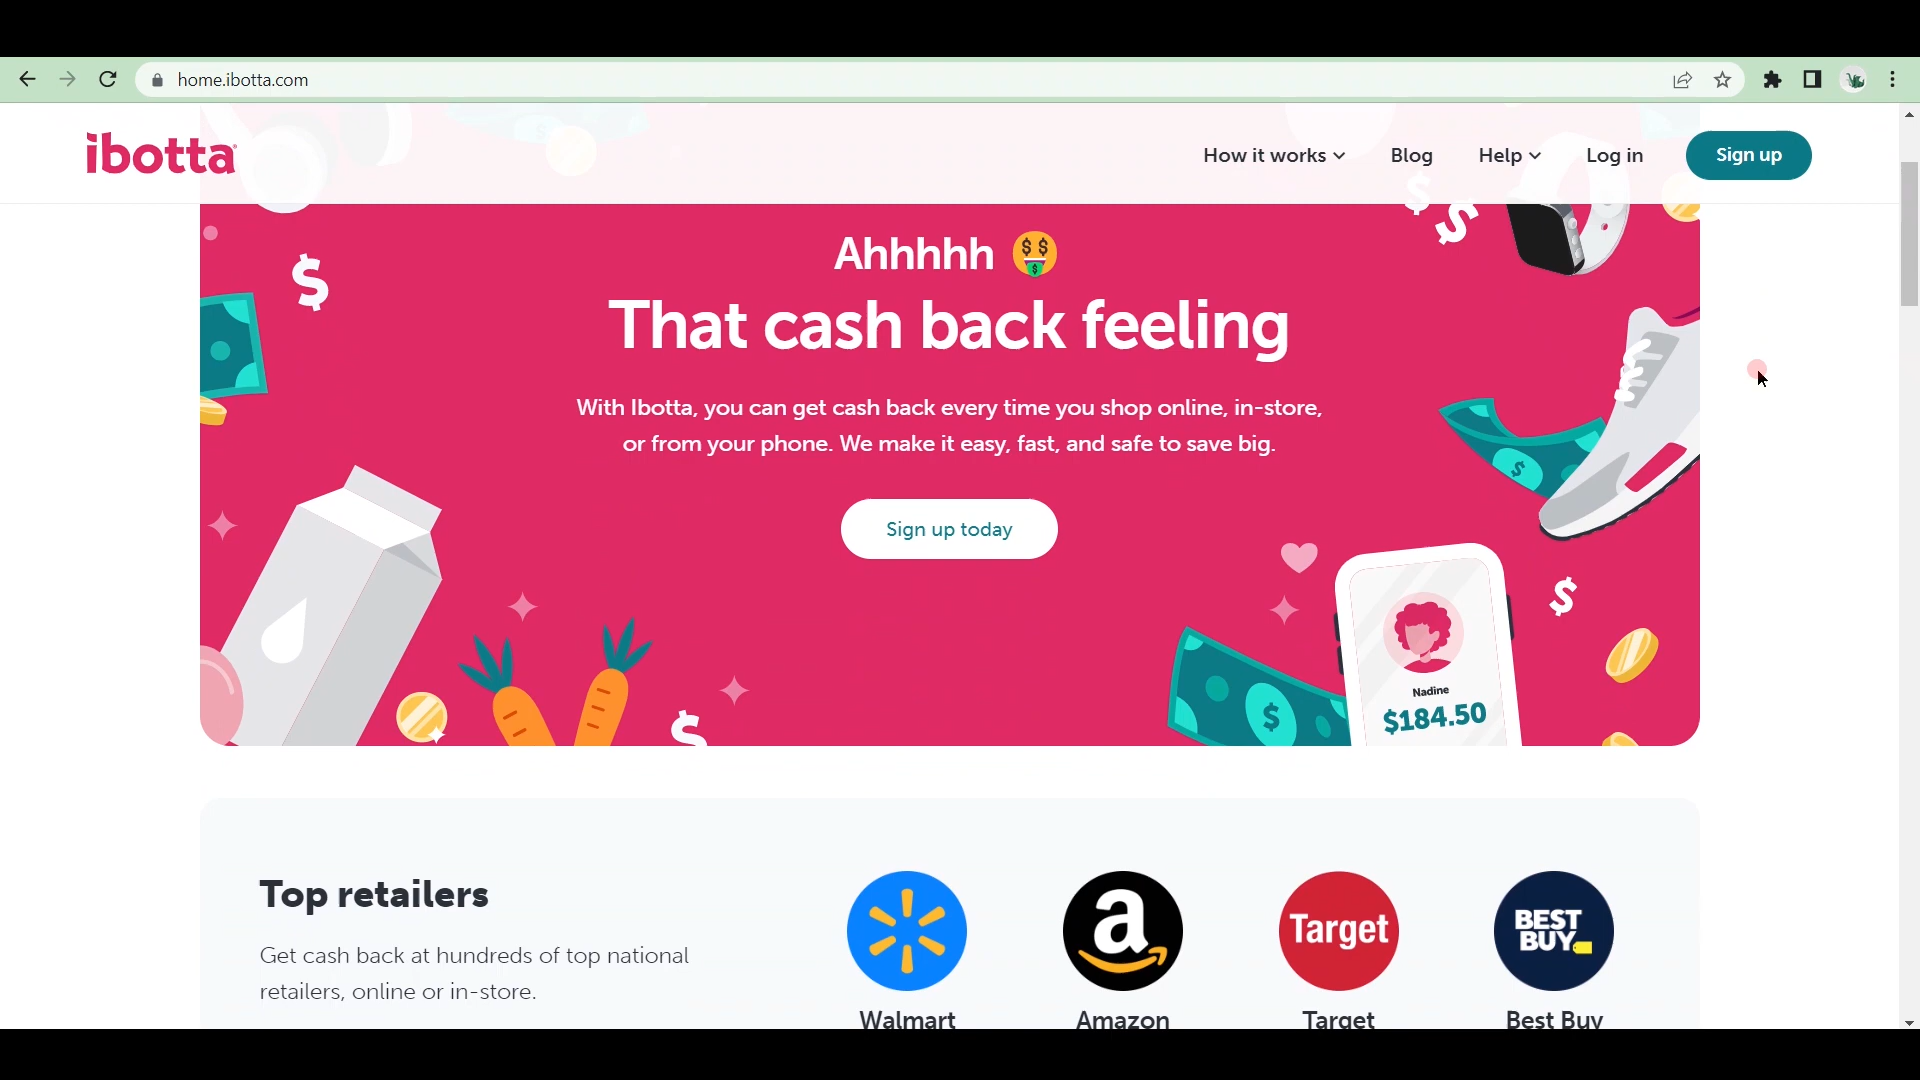 home.ibotta.com
ibotta
How it works
Blog
Help
Log in
Sign up
Ahhhhh
That cash back feeling
With Ibotta, you can get cash back every time you shop online, in-store,
or from your phone. We make it easy, fast, and safe to save big.
Sign up today
Nadine
$184.50
Top retailers
Get cash back at hundreds of top national
retailers, online or in-store.
a
Target
BEST
BUY
Walmart
Amazon
Target
Best Buy